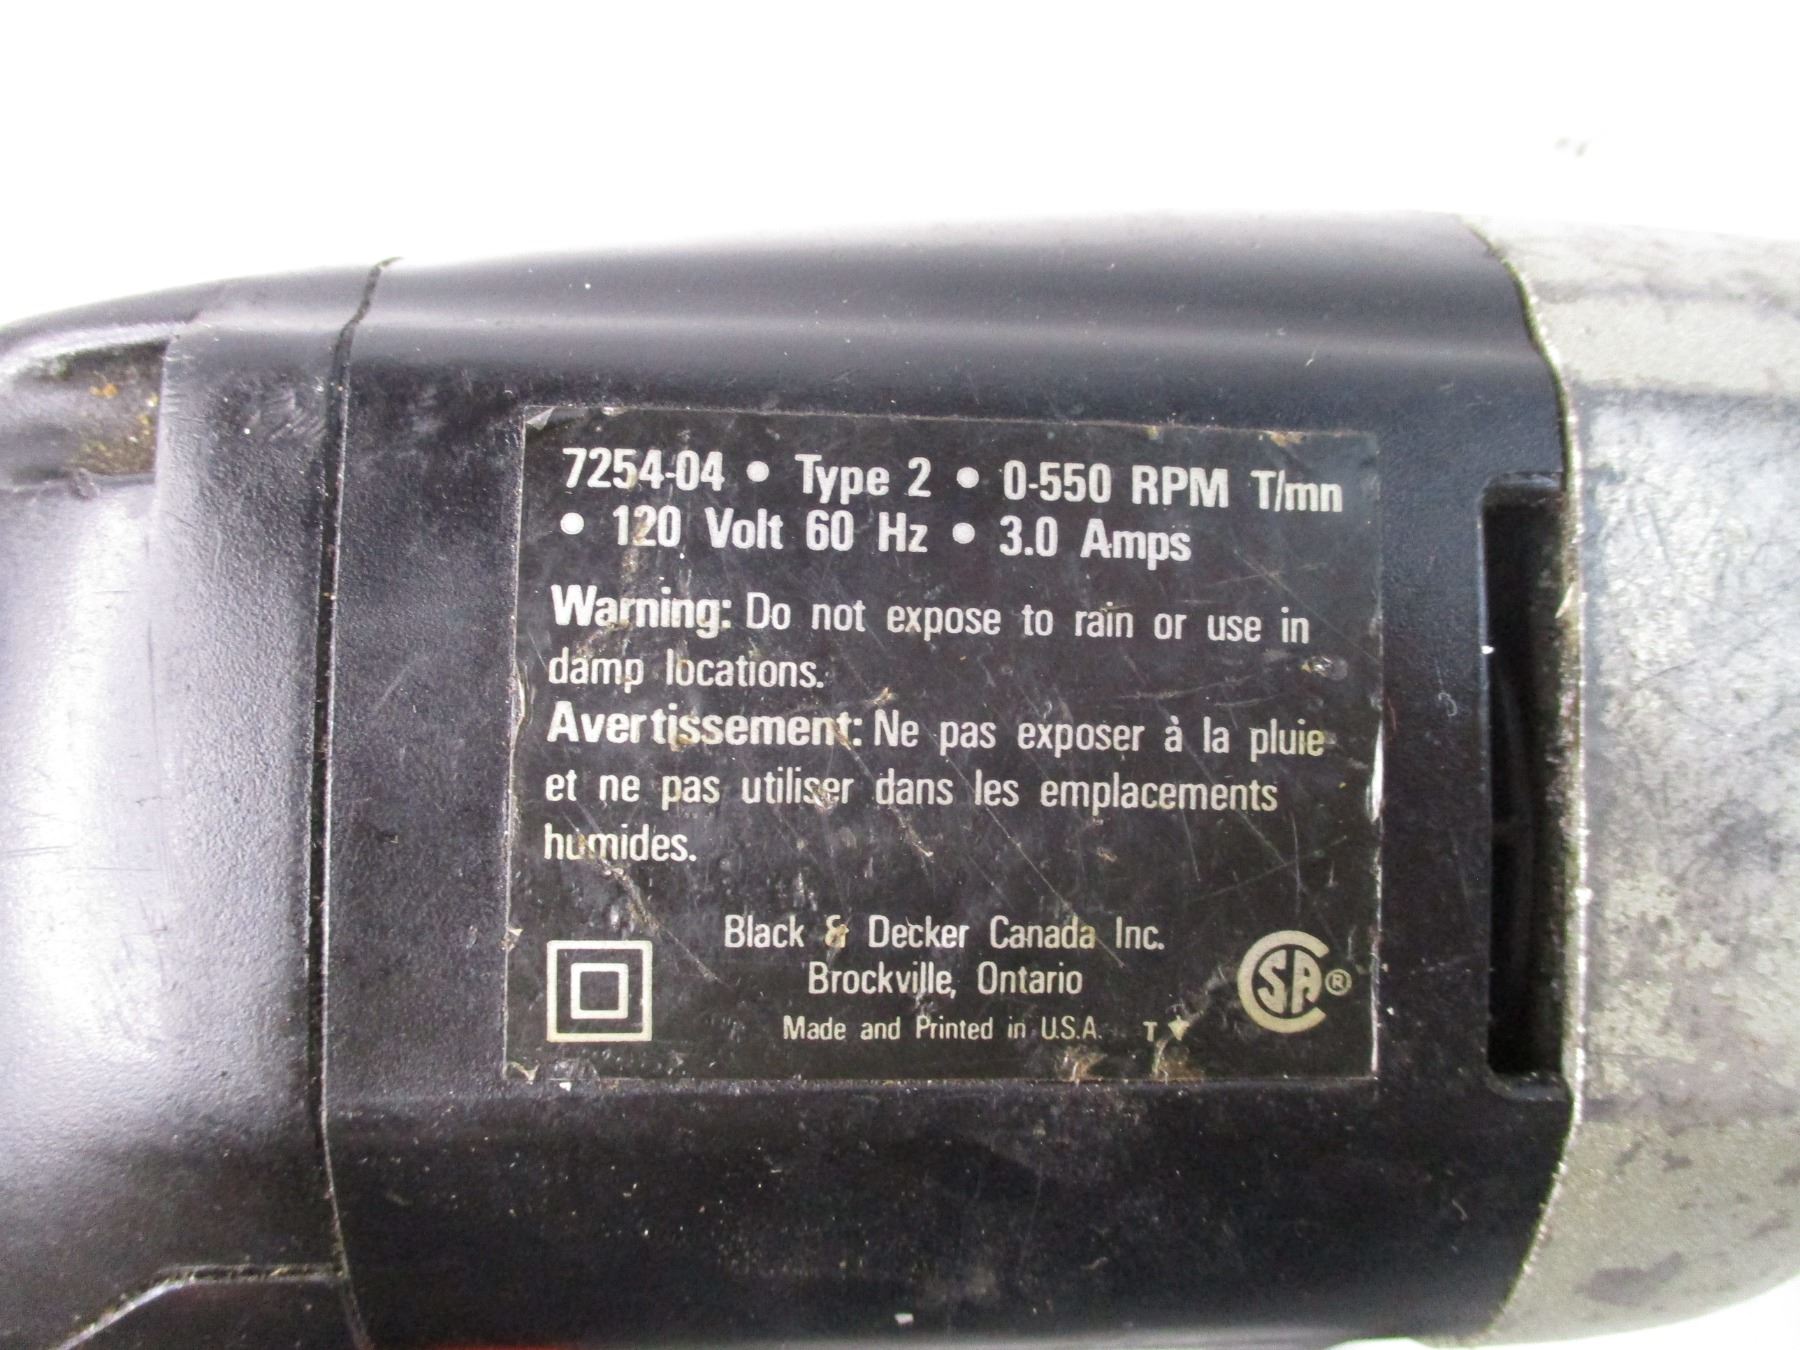 7254-04 • Type 2 • 0-550 RPM T/mn
• 120 Volt 60 Hz • 3.0 Amps
Warning: Do not expose to rain or use in
damp locations.
Avertissement: Ne pas exposer à la pluie
et ne pas utiliser dans les emplacements
humides.
Black & Decker Canada Inc.
Brockville, Ontario
Made and Printed in U.S.A. T
SA ®